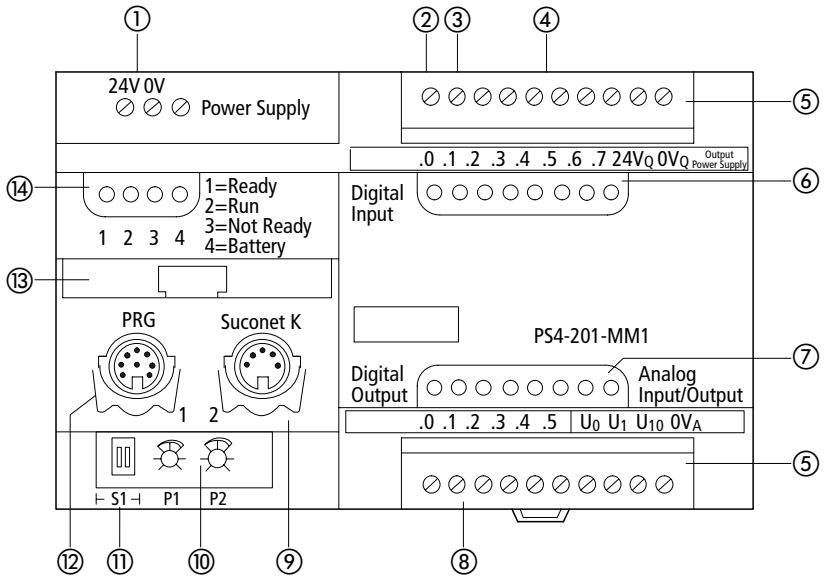 ① ② ③ ④
24V 0V
Power Supply
⑤
.0 .1 .2 .3 .4 .5 .6 .7 24VQ 0VQ Output Power Supply
⑭
1=Ready
2=Run
3=Not Ready
4=Battery
1 2 3 4
Digital Input
⑥
⑬
PRG
Suconet K
PS4-201-MM1
⑦
Digital Output
Analog Input/Output
1 2
.0 .1 .2 .3 .4 .5 U0 U1 U10 0VA
⑤
S1 P1 P2
⑫ ⑪ ⑩ ⑨ ⑧